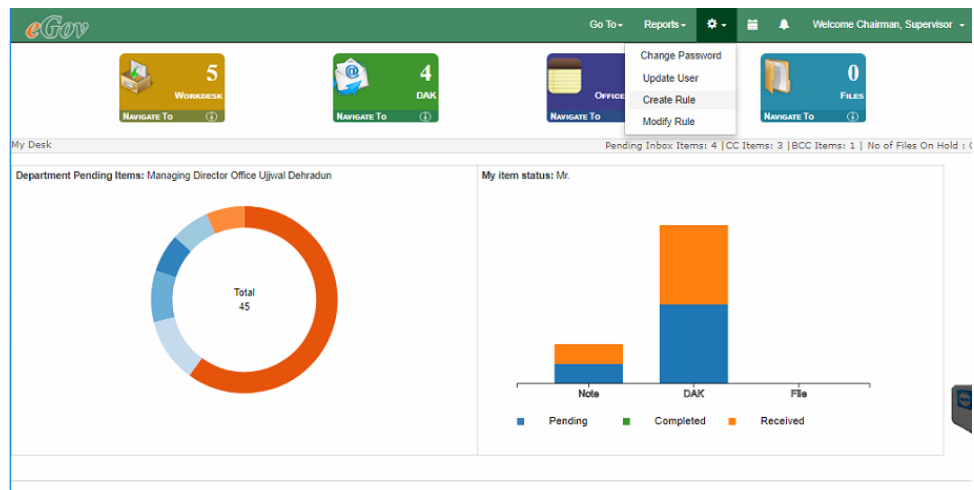 eGov
Go To Reports Welcome Chairman, Supervisor
Change Password
Update User
Create Rule
Modify Rule
5
WORKDESK
NAVIGATE TO
4
DAK
NAVIGATE TO
OFFICE
NAVIGATE TO
0
FILES
NAVIGATE TO
My Desk
Pending Inbox Items: 4 |CC Items: 3 |BCC Items: 1 | No of Files On Hold :
Department Pending Items: Managing Director Office Ujjwal Dehradun
Total
45
My item status: Mr.
Note DAK File
Pending Completed Received